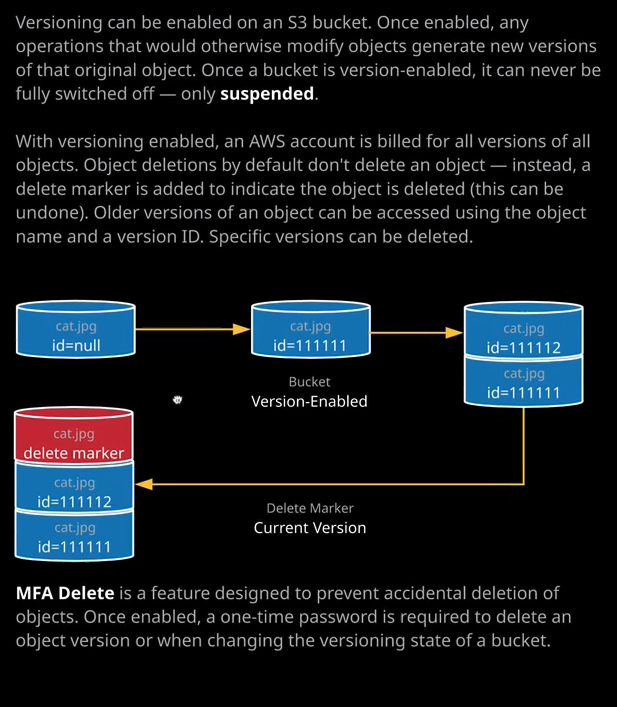 Versioning can be enabled on an S3 bucket. Once enabled, any
operations that would otherwise modify objects generate new versions
of that original object. Once a bucket is version-enabled, it can never be
fully switched off — only suspended.
With versioning enabled, an AWS account is billed for all versions of all
objects. Object deletions by default don't delete an object — instead, a
delete marker is added to indicate the object is deleted (this can be
undone). Older versions of an object can be accessed using the object
name and a version ID. Specific versions can be deleted.
cat.jpg
id=null
cat.jpg
id=111111
cat.jpg
id=111112
cat.jpg
id=111111
Bucket
Version-Enabled
cat.jpg
delete marker
cat.jpg
id=111112
cat.jpg
id=111111
Delete Marker
Current Version
MFA Delete is a feature designed to prevent accidental deletion of
objects. Once enabled, a one-time password is required to delete an
object version or when changing the versioning state of a bucket.